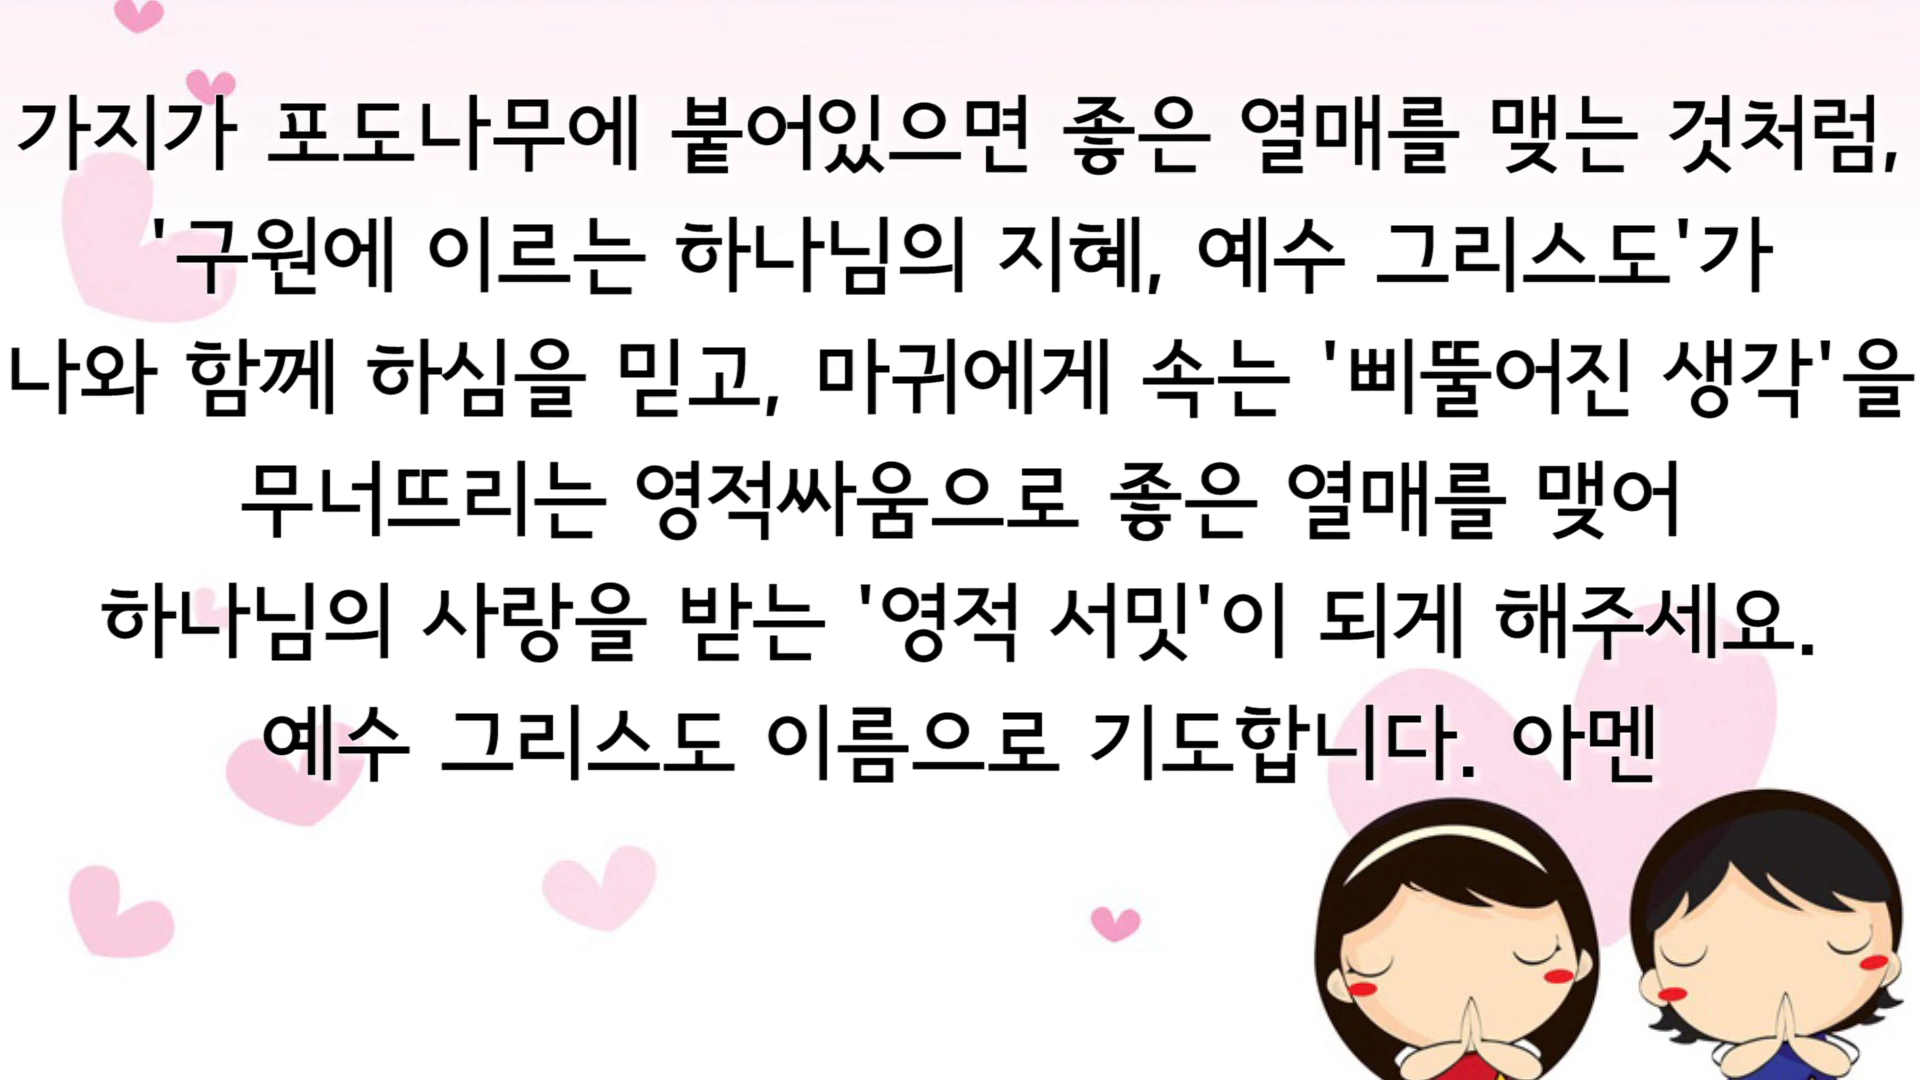 가지가 포도나무에 붙어있으면 좋은 열매를 맺는 것처럼,
'구원에 이르는 하나님의 지혜, 예수 그리스도'가
나와 함께 하심을 믿고, 마귀에게 속는 '삐뚤어진 생각'을
무너뜨리는 영적싸움으로 좋은 열매를 맺어
하나님의 사랑을 받는 '영적 서밋'이 되게 해주세요.
예수 그리스도 이름으로 기도합니다. 아멘